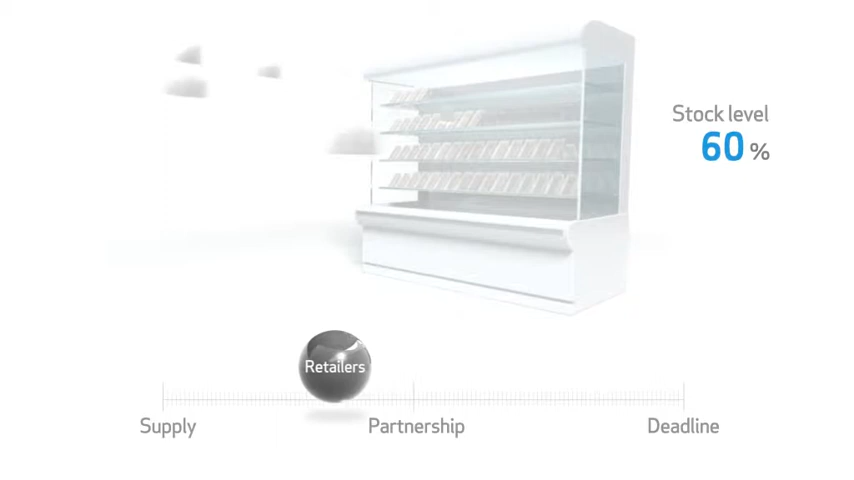 Stock level
60 %
Retailers
Supply
Partnership
Deadline